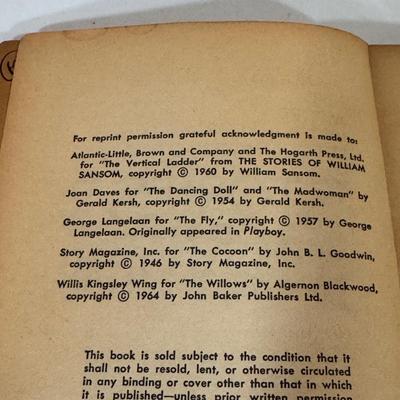 For reprint permission grateful acknowledgment is made to:
Atlantic-Little, Brown and Company and The Hogarth Press, Ltd.
for "The Vertical Ladder" from THE STORIES OF WILLIAM
SANSOM, copyright © 1960 by William Sansom.
Joan Daves for "The Dancing Doll" and "The Madwoman" by
Gerald Kersh, copyright © 1954 by Gerald Kersh.
George Langelaan for "The Fly," copyright © 1957 by George
Langelaan. Originally appeared in Playboy.
Story Magazine, Inc. for "The Cocoon" by John B. L. Goodwin,
copyright © 1946 by Story Magazine, Inc.
Willis Kingsley Wing for "The Willows" by Algernon Blackwood,
copyright © 1964 by John Baker Publishers Ltd.
This book is sold subject to the condition that it
shall not be resold, lent, or otherwise circulated
in any binding or cover other than that in which
it is published—unless prior written permission